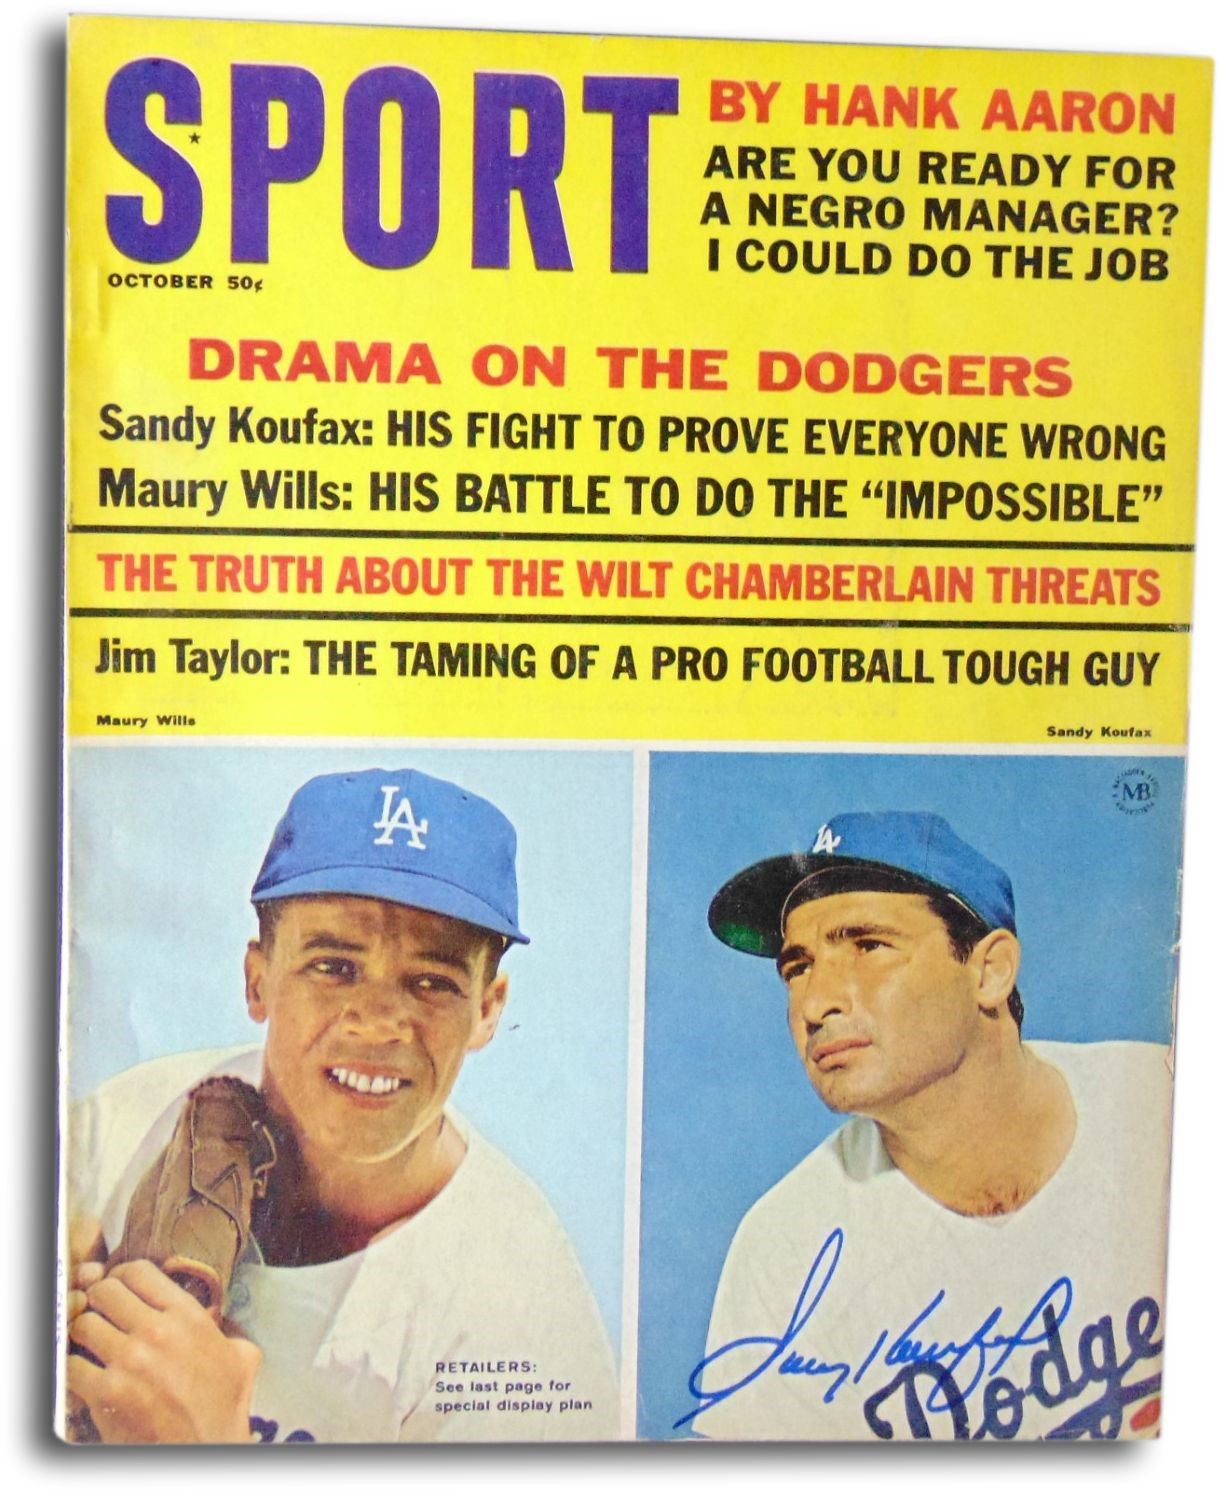 SPORT
OCTOBER 50¢
BY HANK AARON
ARE YOU READY FOR
A NEGRO MANAGER?
I COULD DO THE JOB
DRAMA ON THE DODGERS
Sandy Koufax: HIS FIGHT TO PROVE EVERYONE WRONG
Maury Wills: HIS BATTLE TO DO THE “IMPOSSIBLE”
THE TRUTH ABOUT THE WILT CHAMBERLAIN THREATS
Jim Taylor: THE TAMING OF A PRO FOOTBALL TOUGH GUY
Maury Wills
Sandy Koufax
MB
LA
LA
RETAILERS:
See last page for
special display plan
Sandy Koufax
Dodge